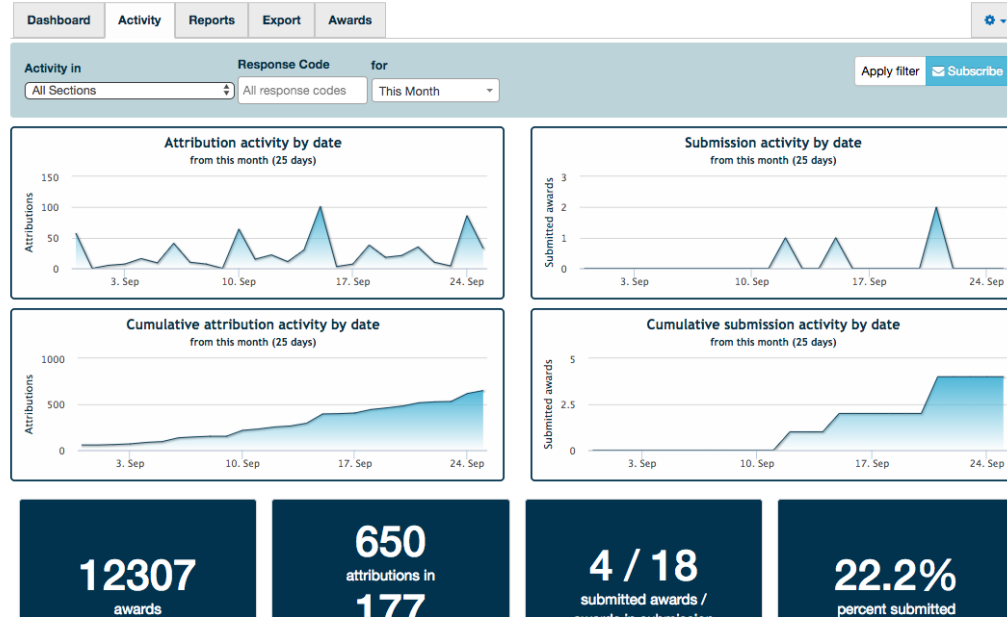 Dashboard Activity Reports Export Awards
Activity in Response Code for
All Sections All response codes This Month Apply filter Subscribe
Attribution activity by date
from this month (25 days)
Attributions
150
100
50
0
3. Sep 10. Sep 17. Sep 24. Sep
Submission activity by date
from this month (25 days)
Submitted awards
3
2
1
0
3. Sep 10. Sep 17. Sep 24. Sep
Cumulative attribution activity by date
from this month (25 days)
Attributions
1000
500
0
3. Sep 10. Sep 17. Sep 24. Sep
Cumulative submission activity by date
from this month (25 days)
Submitted awards
5
2.5
0
3. Sep 10. Sep 17. Sep 24. Sep
12307
awards
650
attributions in
177
4 / 18
submitted awards /
awards in submission
22.2%
percent submitted